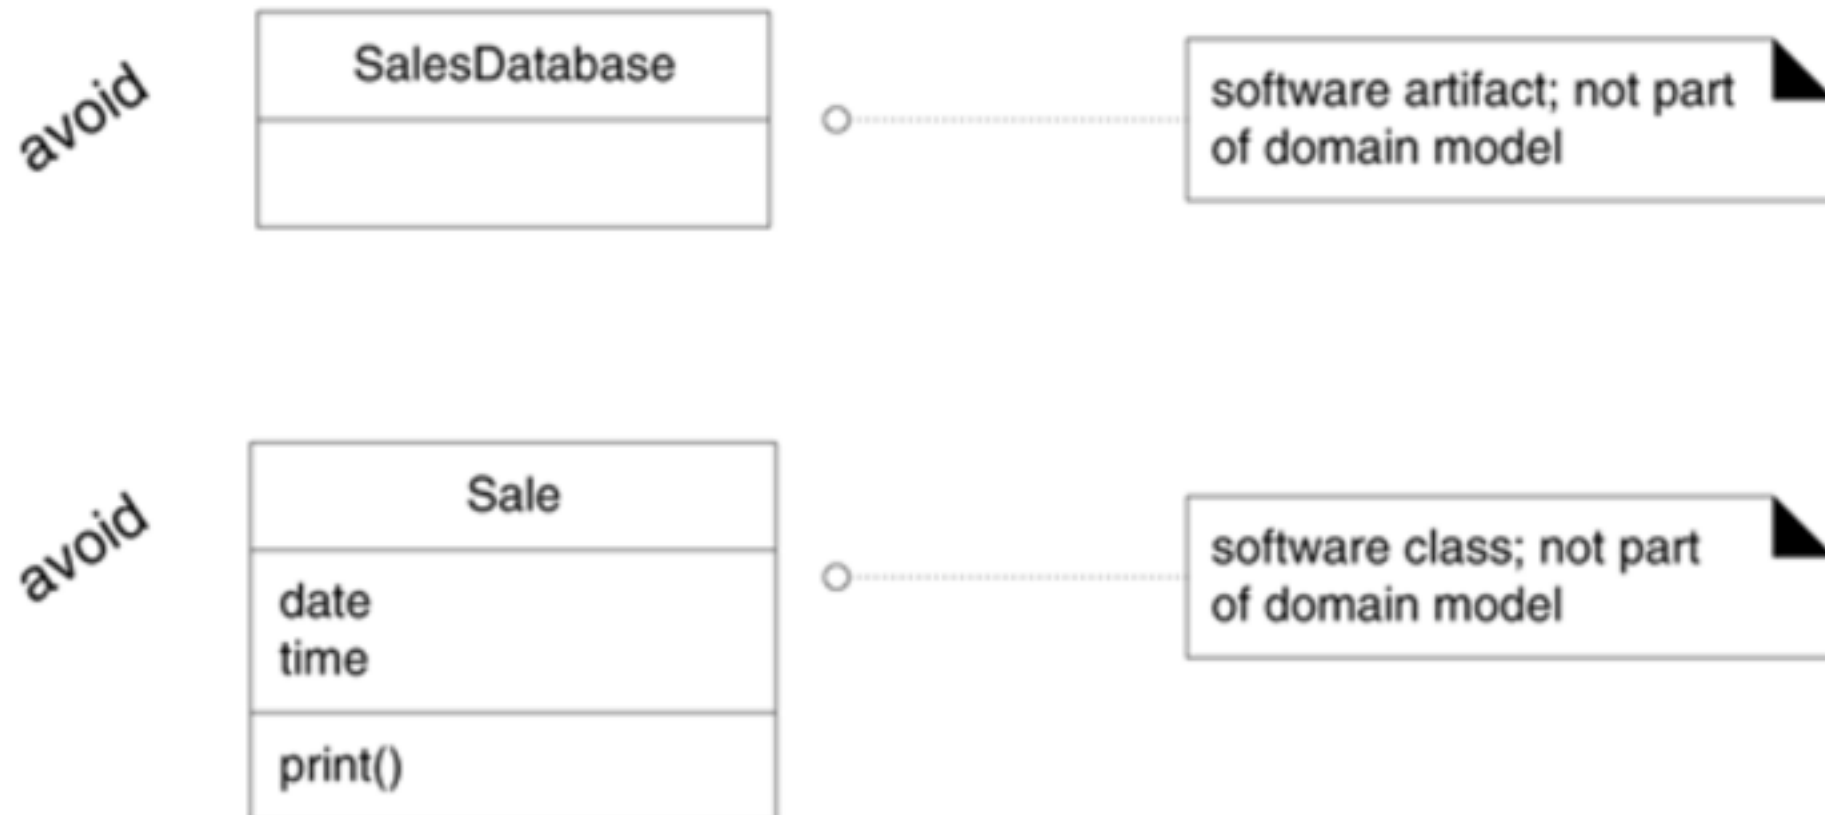 avoid
SalesDatabase
software artifact; not part
of domain model
avoid
Sale
date
time
print()
software class; not part
of domain model